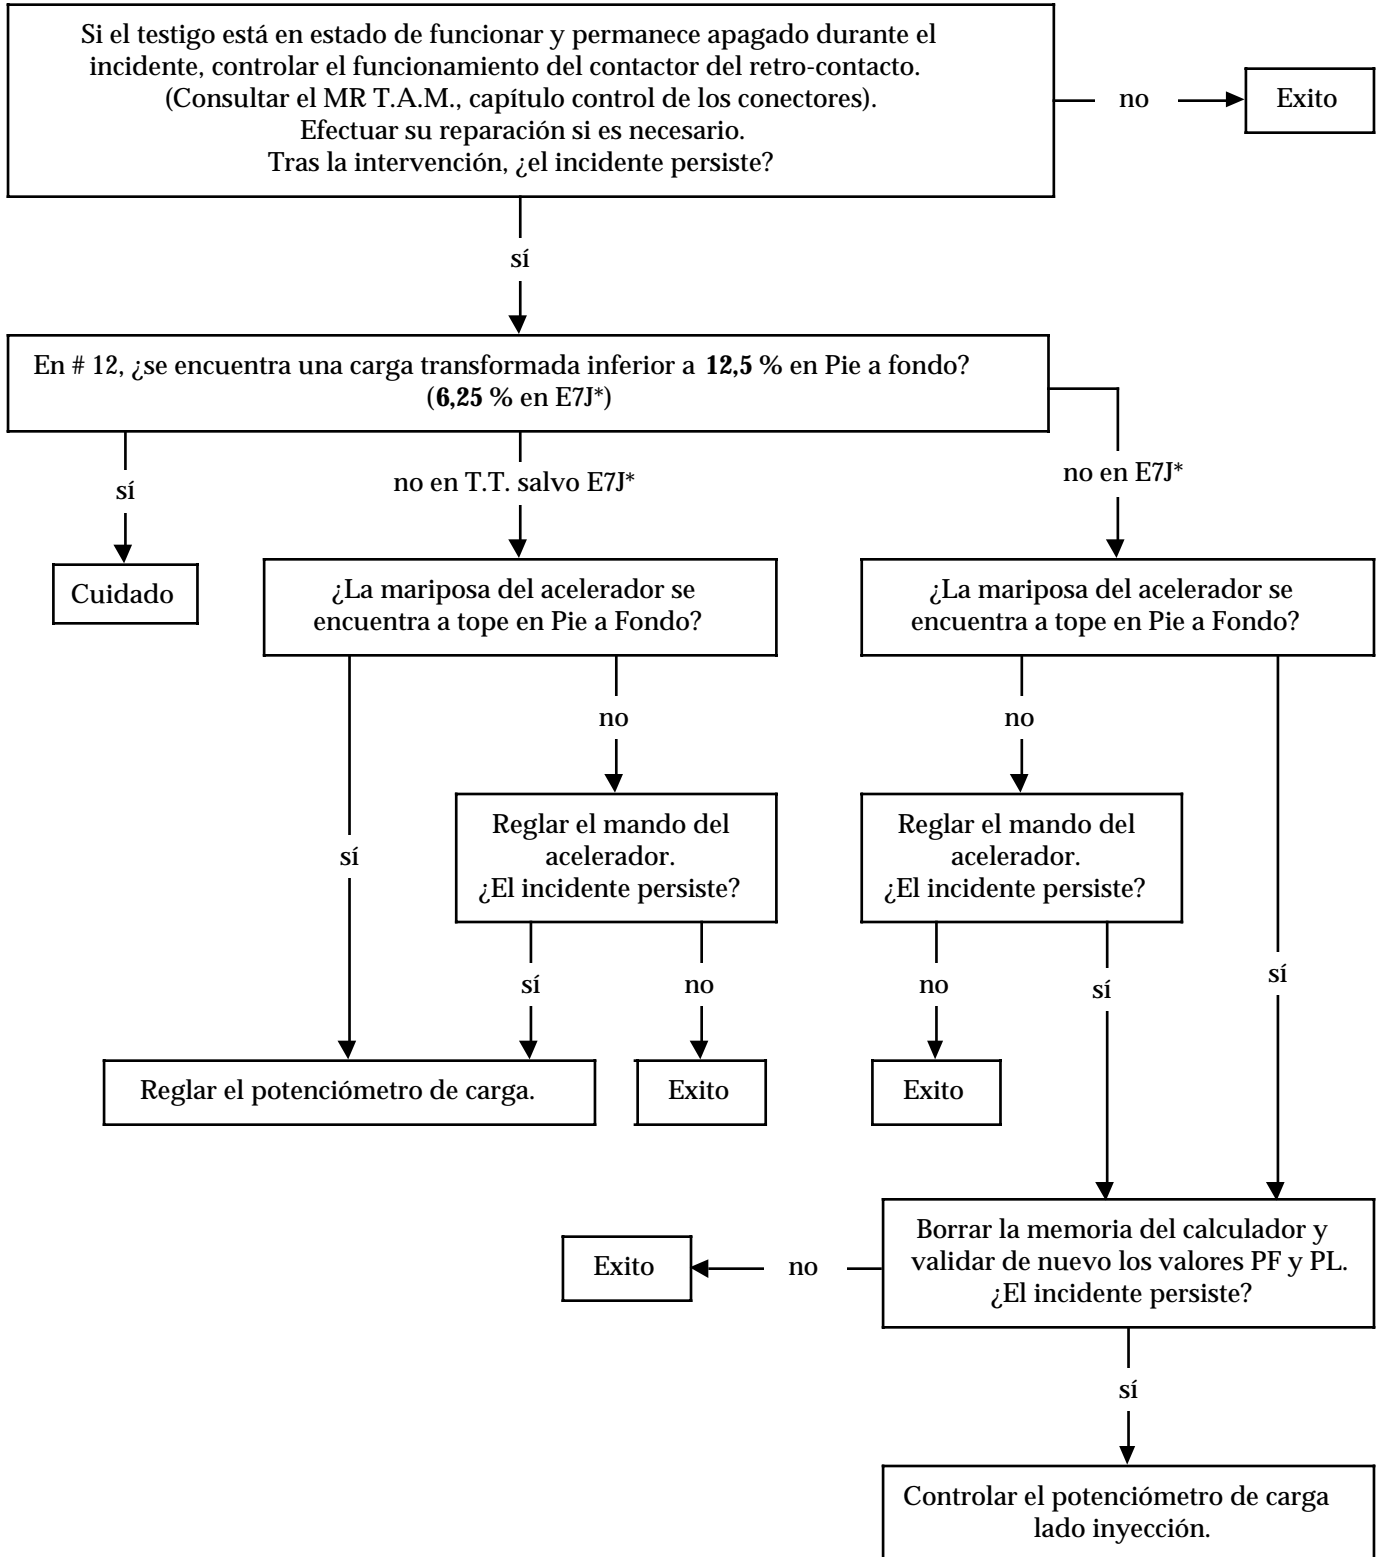 Si el testigo está en estado de funcionar y permanece apagado durante el
incidente, controlar el funcionamiento del contactor del retro-contacto.
(Consultar el MR T.A.M., capítulo control de los conectores).
Efectuar su reparación si es necesario.
Tras la intervención, ¿el incidente persiste?
no
Exito
sí
En # 12, ¿se encuentra una carga transformada inferior a 12,5 % en Pie a fondo?
(6,25 % en E7J*)
sí
no en T.T. salvo E7J*
no en E7J*
Cuidado
¿La mariposa del acelerador se
encuentra a tope en Pie a Fondo?
¿La mariposa del acelerador se
encuentra a tope en Pie a Fondo?
no
no
sí
Reglar el mando del
acelerador.
¿El incidente persiste?
Reglar el mando del
acelerador.
¿El incidente persiste?
sí
no
no
sí
sí
Reglar el potenciómetro de carga.
Exito
Exito
Borrar la memoria del calculador y
validar de nuevo los valores PF y PL.
¿El incidente persiste?
no
Exito
sí
Controlar el potenciómetro de carga
lado inyección.